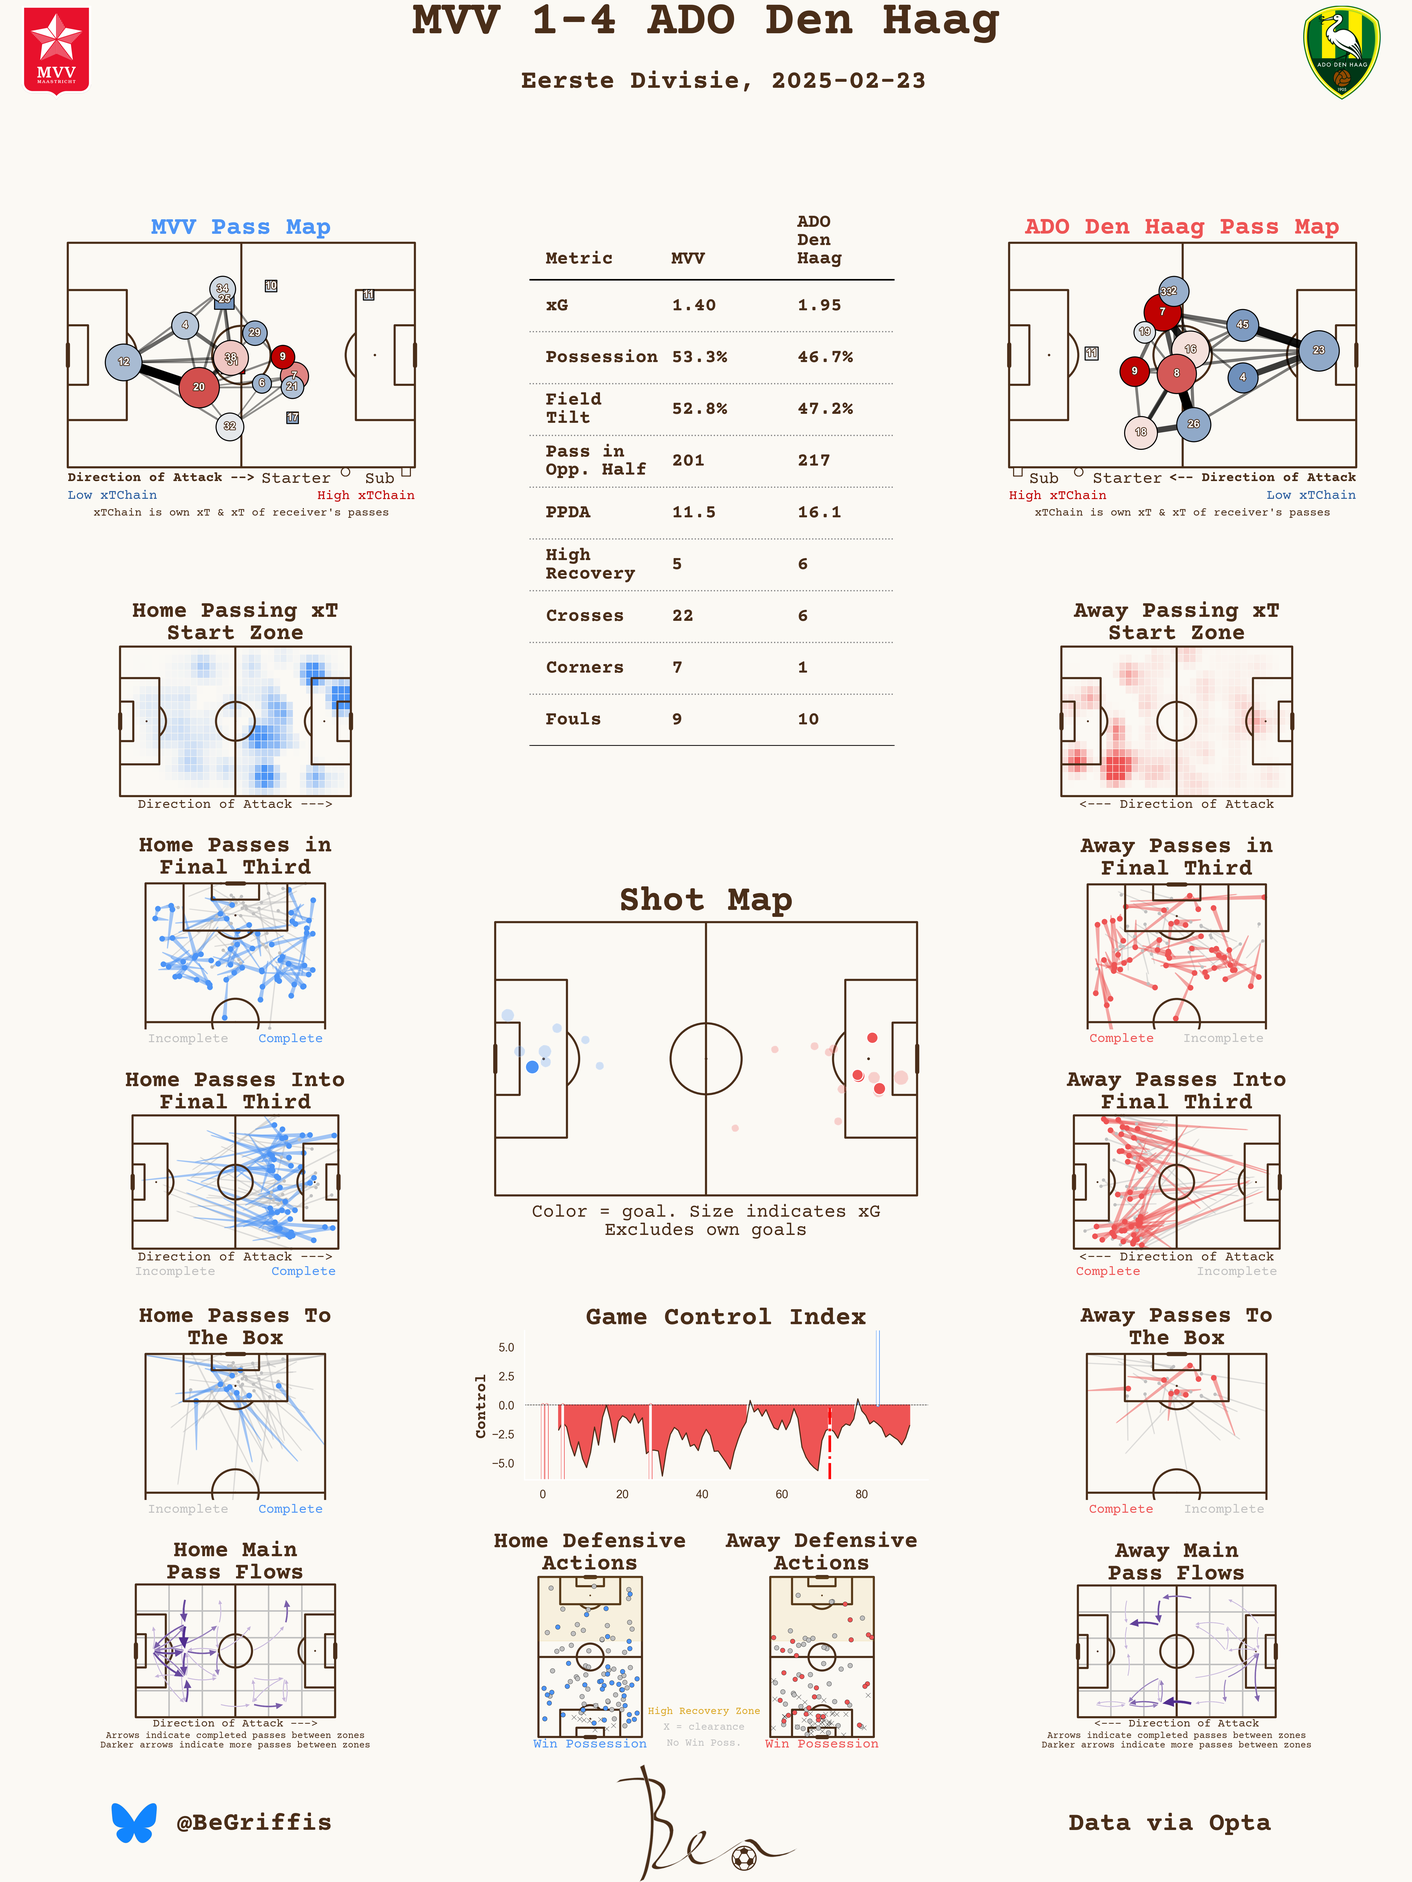 MVV 1-4 ADO Den Haag
Eerste Divisie, 2025-02-23
MVV
MAASTRICHT
ADO DEN HAAG
1905
MVV Pass Map
34
25
10
11
4
29
12
38
31
9
20
6
7
21
17
32
Direction of Attack --> Starter Sub
Low xTChain High xTChain
xTChain is own xT & xT of receiver's passes
Metric MVV ADO Den Haag
xG 1.40 1.95
Possession 53.3% 46.7%
Field Tilt 52.8% 47.2%
Pass in Opp. Half 201 217
PPDA 11.5 16.1
High Recovery 5 6
Crosses 22 6
Corners 7 1
Fouls 9 10
ADO Den Haag Pass Map
2
7
19
45
11
16
23
9
8
4
18
26
Sub Starter <-- Direction of Attack
High xTChain Low xTChain
xTChain is own xT & xT of receiver's passes
Home Passing xT
Start Zone
Direction of Attack --->
Away Passing xT
Start Zone
<--- Direction of Attack
Home Passes in
Final Third
Incomplete Complete
Away Passes in
Final Third
Complete Incomplete
Shot Map
Color = goal. Size indicates xG
Excludes own goals
Home Passes Into
Final Third
Direction of Attack --->
Incomplete Complete
Away Passes Into
Final Third
<--- Direction of Attack
Complete Incomplete
Home Passes To
The Box
Incomplete Complete
Game Control Index
Control
5.0
2.5
0.0
−2.5
−5.0
0 20 40 60 80
Away Passes To
The Box
Complete Incomplete
Home Main
Pass Flows
Direction of Attack --->
Arrows indicate completed passes between zones
Darker arrows indicate more passes between zones
Home Defensive
Actions
Win Possession
Away Defensive
Actions
Win Possession
High Recovery Zone
X = clearance
No Win Poss.
Away Main
Pass Flows
<--- Direction of Attack
Arrows indicate completed passes between zones
Darker arrows indicate more passes between zones
@BeGriffis
Ben
Data via Opta